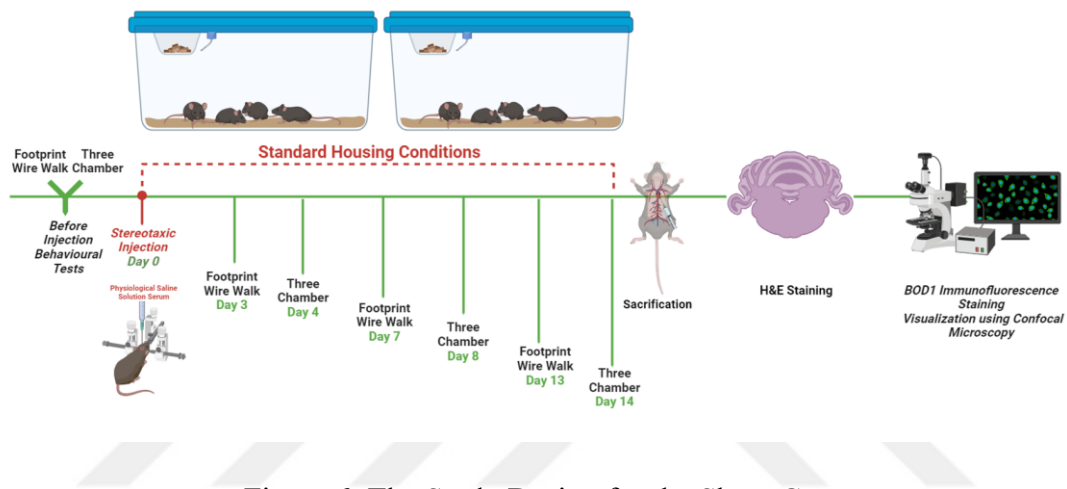 Standard Housing Conditions
Footprint Three
Wire Walk Chamber
Before
Injection
Behavioural
Tests
Stereotaxic
Injection
Day 0
Physiological Saline
Solution Serum
Footprint
Wire Walk
Day 3
Three
Chamber
Day 4
Footprint
Wire Walk
Day 7
Three
Chamber
Day 8
Footprint
Wire Walk
Day 13
Three
Chamber
Day 14
Sacrification
H&E Staining
BOD1 Immunofluorescence
Staining
Visualization using Confocal
Microscopy